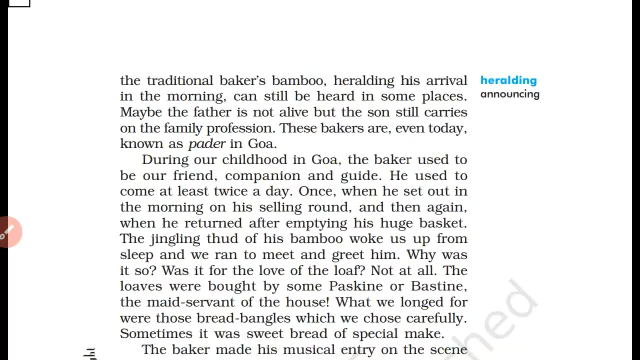 the traditional baker's bamboo, heralding his arrival
in the morning, can still be heard in some places.
Maybe the father is not alive but the son still carries
on the family profession. These bakers are, even today,
known as pader in Goa.
During our childhood in Goa, the baker used to
be our friend, companion and guide. He used to
come at least twice a day. Once, when he set out in
the morning on his selling round, and then again,
when he returned after emptying his huge basket.
The jingling thud of his bamboo woke us up from
sleep and we ran to meet and greet him. Why was
it so? Was it for the love of the loaf? Not at all. The
loaves were bought by some Paskine or Bastine,
the maid-servant of the house! What we longed for
were those bread-bangles which we chose carefully.
Sometimes it was sweet bread of special make.
The baker made his musical entry on the scene
heralding
announcing